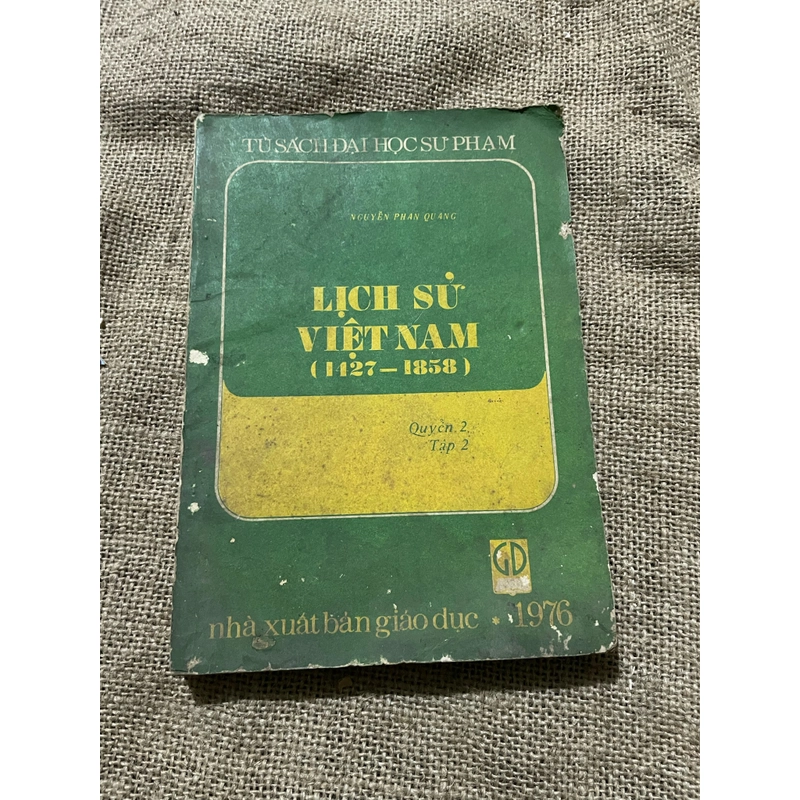 TỦ SÁCH ĐẠI HỌC SƯ PHẠM
NGUYỄN PHAN QUANG
LỊCH SỬ
VIỆT NAM
(1427—1858)
Quyển 2,
Tập 2
GD
nhà xuất bản giáo dục * 1976